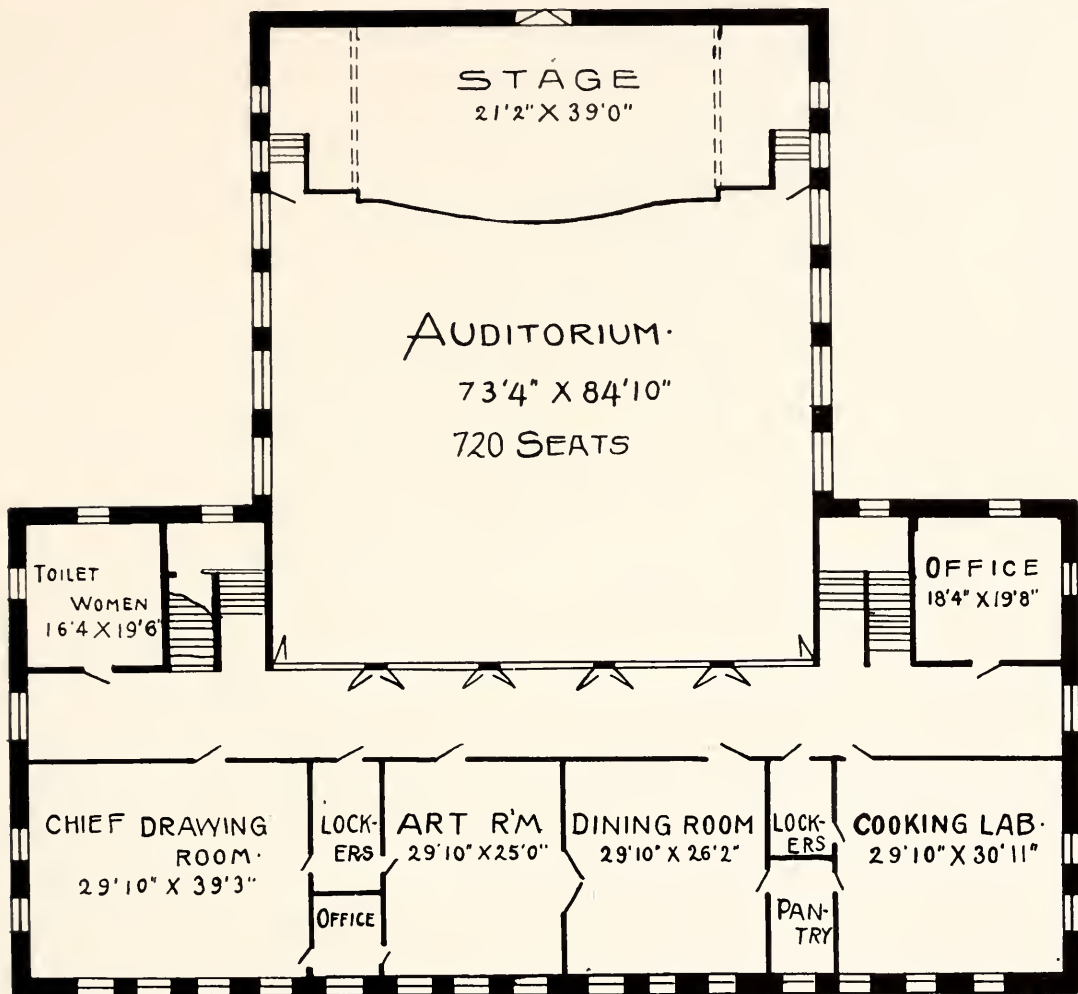 STAGE
21'2" X 39'0"
AUDITORIUM.
73'4" X 84'10"
720 SEATS
TOILET
WOMEN
16'4 X 19'6"
OFFICE
18'4" X 19'8"
CHIEF DRAWING
ROOM.
29'10" X 39'3"
LOCK-
ERS
OFFICE
ART R'M
29'10" X 25'0"
DINING ROOM
29'10" X 26'2"
LOCK-
ERS
PAN-
TRY
COOKING LAB.
29'10" X 30'11"